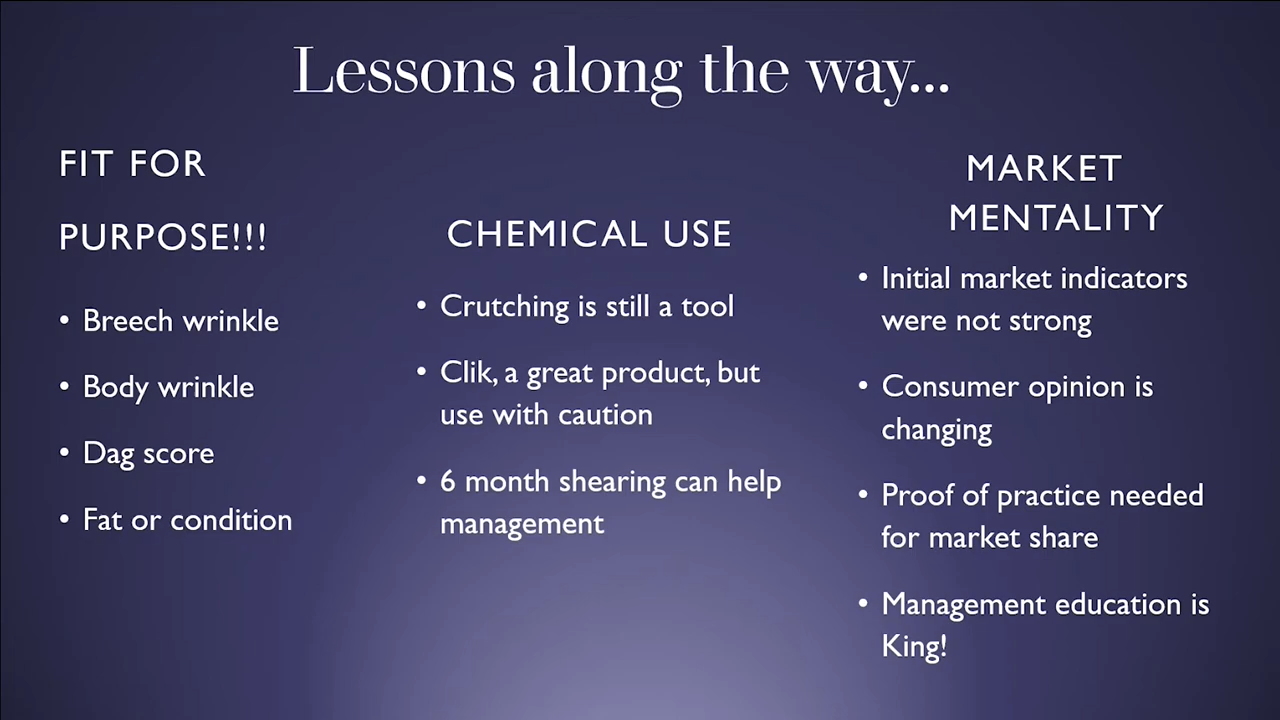 Lessons along the way...
FIT FOR
PURPOSE!!!
• Breech wrinkle
• Body wrinkle
• Dag score
• Fat or condition
CHEMICAL USE
• Crutching is still a tool
• Clik, a great product, but
use with caution
• 6 month shearing can help
management
MARKET
MENTALITY
• Initial market indicators
were not strong
• Consumer opinion is
changing
• Proof of practice needed
for market share
• Management education is
King!